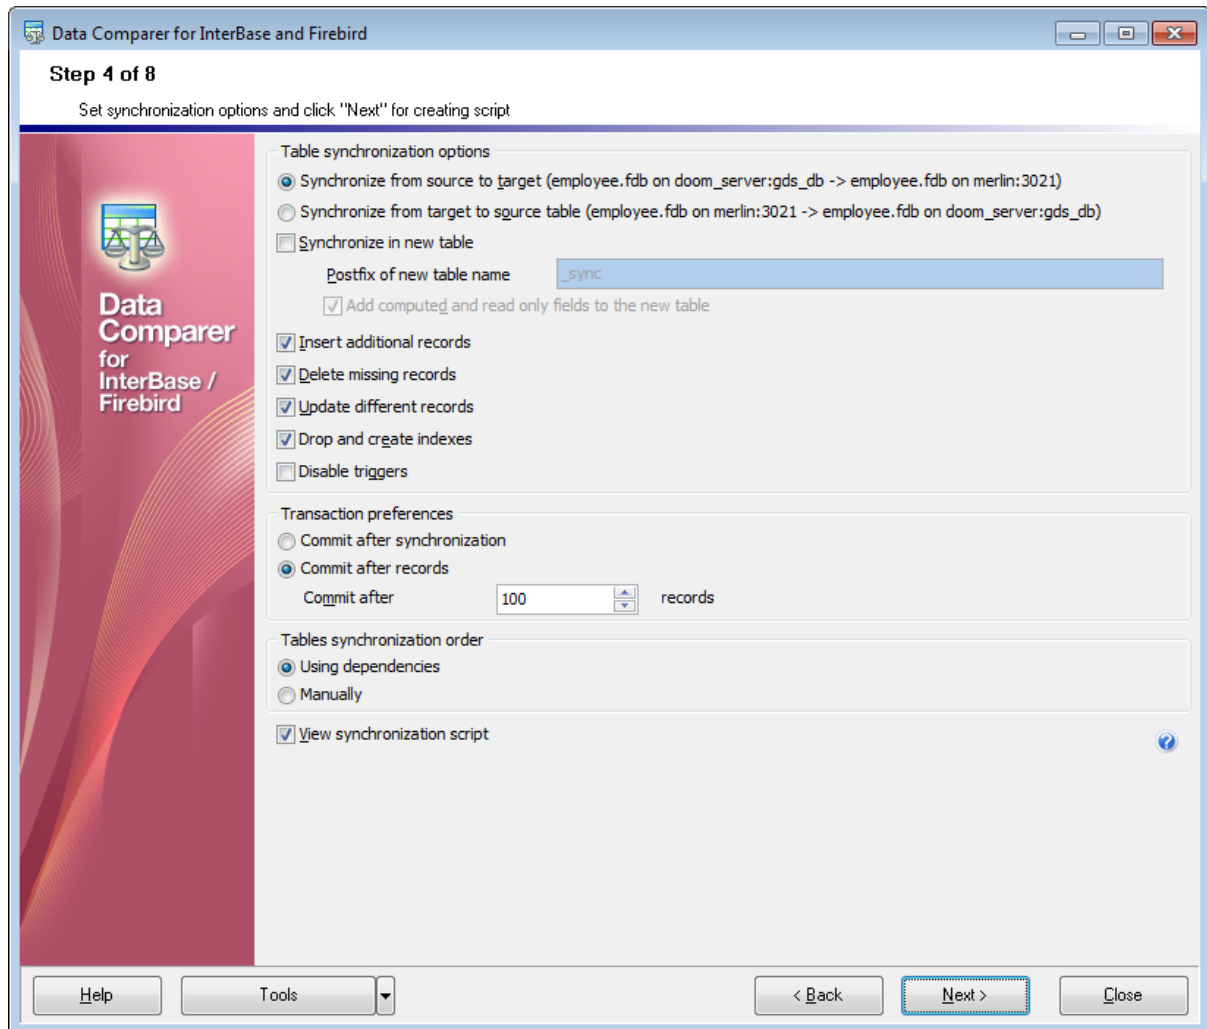 Data Comparer for InterBase and Firebird
Step 4 of 8
Set synchronization options and click "Next" for creating script
Data
Comparer
for
InterBase /
Firebird
Table synchronization options
Synchronize from source to target (employee.fdb on doom_server:gds_db -> employee.fdb on merlin:3021)
Synchronize from target to source table (employee.fdb on merlin:3021 -> employee.fdb on doom_server:gds_db)
Synchronize in new table
Postfix of new table name _sync
Add computed and read only fields to the new table
Insert additional records
Delete missing records
Update different records
Drop and create indexes
Disable triggers
Transaction preferences
Commit after synchronization
Commit after records
Commit after 100 records
Tables synchronization order
Using dependencies
Manually
View synchronization script
Help Tools < Back Next > Close